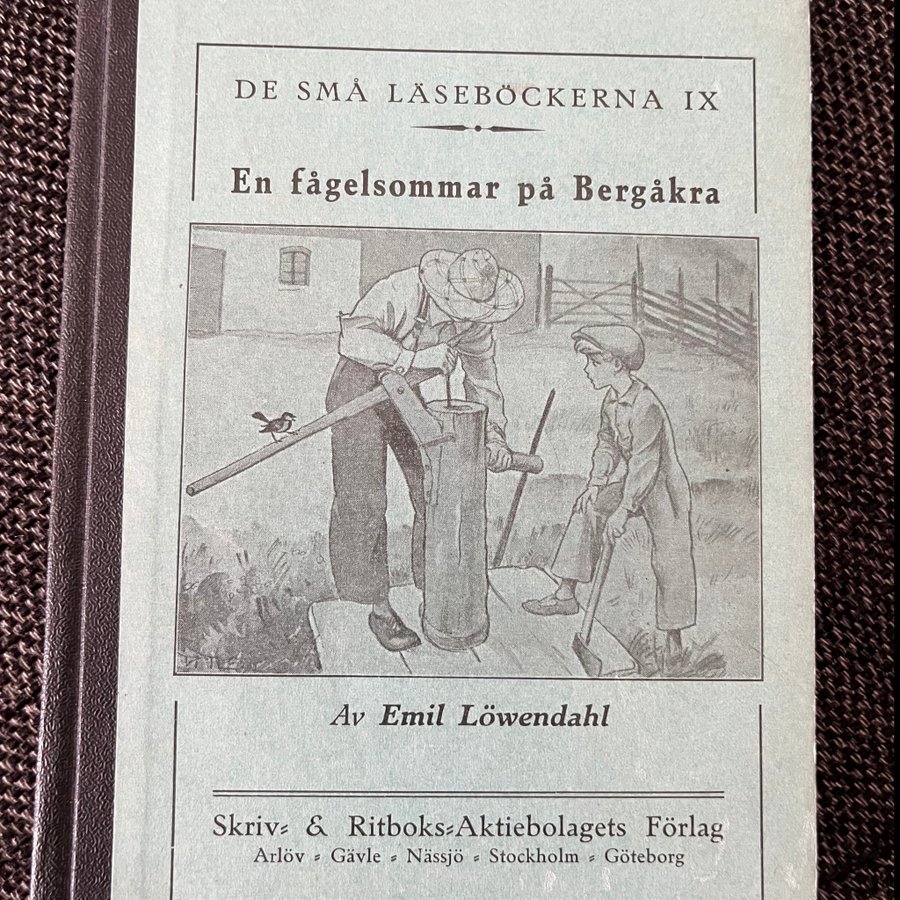 DE SMÅ LÄSEBÖCKERNA IX
En fågelsommar på Bergåkra
Av Emil Löwendahl
Skriv- & Ritboks-Aktiebolagets Förlag
Arlöv - Gävle - Nässjö - Stockholm - Göteborg